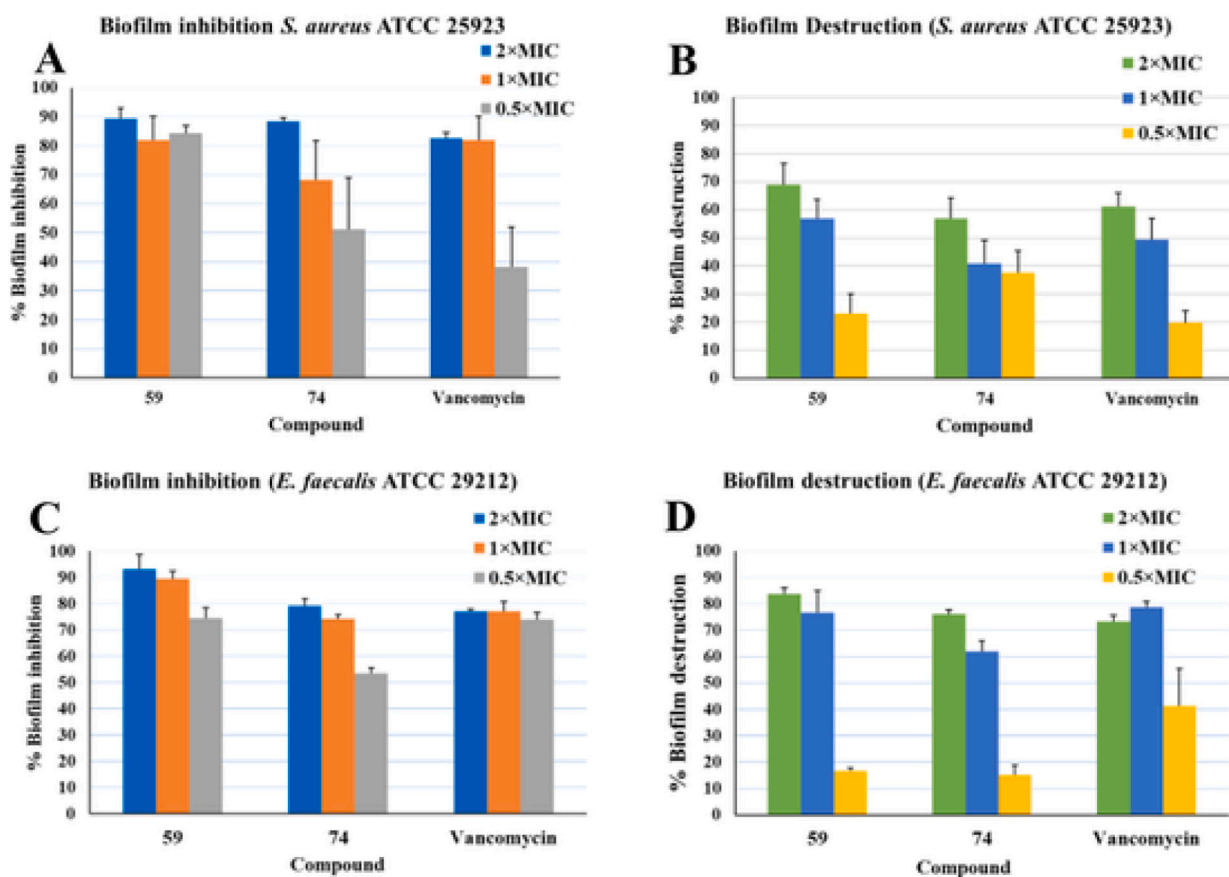 Biofilm inhibition S. aureus ATCC 25923
A
2×MIC
1×MIC
0.5×MIC
100
90
80
70
60
50
40
30
20
10
0
% Biofilm inhibition
59 74 Vancomycin
Compound
Biofilm Destruction (S. aureus ATCC 25923)
B
2×MIC
1×MIC
0.5×MIC
100
90
80
70
60
50
40
30
20
10
0
% Biofilm destruction
59 74 Vancomycin
Compound
Biofilm inhibition (E. faecalis ATCC 29212)
C
2×MIC
1×MIC
0.5×MIC
100
90
80
70
60
50
40
30
20
10
0
% Biofilm inhibition
59 74 Vancomycin
Compound
Biofilm destruction (E. faecalis ATCC 29212)
D
2×MIC
1×MIC
0.5×MIC
100
90
80
70
60
50
40
30
20
10
0
% Biofilm destruction
59 74 Vancomycin
Compound